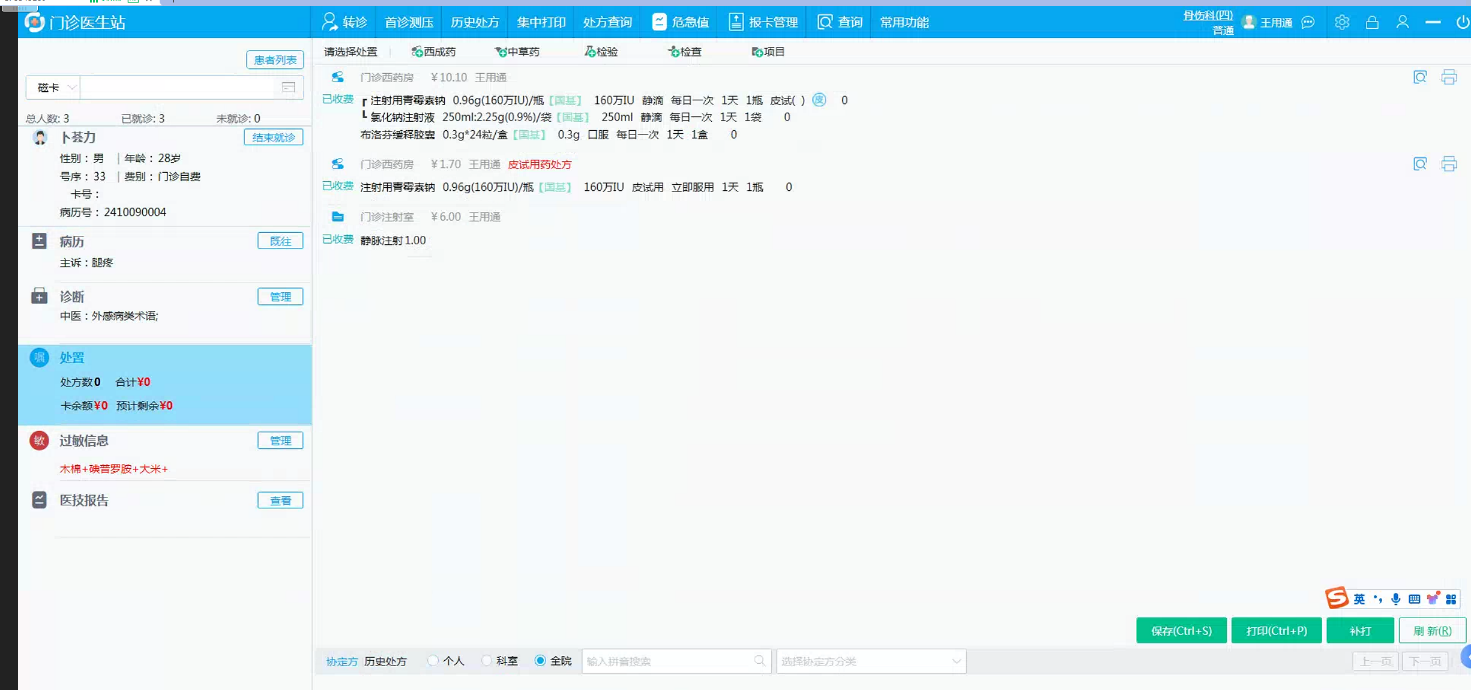 门诊医生站
转诊 首诊测压 历史处方 集中打印 处方查询 危急值 报卡管理 查询 常用功能
骨伤科(四)
普通
王用通
患者列表
磁卡
总人数: 3 已就诊: 3 未就诊: 0
卜荟力 结束就诊
性别：男 | 年龄：28岁
号序：33 | 费别：门诊自费
卡号：
病历号：2410090004
病历 既往
主诉：腿疼
诊断 管理
中医：外感病类术语;
嘱 处置
处方数0 合计¥0
卡余额¥0 预计剩余¥0
敏 过敏信息 管理
木棉+碘普罗胺+大米+
医技报告 查看
请选择处置 西成药 中草药 检验 检查 项目
门诊西药房 ¥10.10 王用通
已收费 ┏ 注射用青霉素钠 0.96g(160万IU)/瓶【国基】 160万IU 静滴 每日一次 1天 1瓶 皮试( ) 皮 0
┗ 氯化钠注射液 250ml:2.25g(0.9%)/袋【国基】 250ml 静滴 每日一次 1天 1袋 0
布洛芬缓释胶囊 0.3g*24粒/盒【国基】 0.3g 口服 每日一次 1天 1盒 0
门诊西药房 ¥1.70 王用通 皮试用药处方
已收费 注射用青霉素钠 0.96g(160万IU)/瓶【国基】 160万IU 皮试用 立即服用 1天 1瓶 0
门诊注射室 ¥6.00 王用通
已收费 静脉注射1.00
英
保存(Ctrl+S) 打印(Ctrl+P) 补打 刷 新(R)
协定方 历史处方 个人 科室 全院 输入拼音搜索 选择协定方分类 上一页 下一页